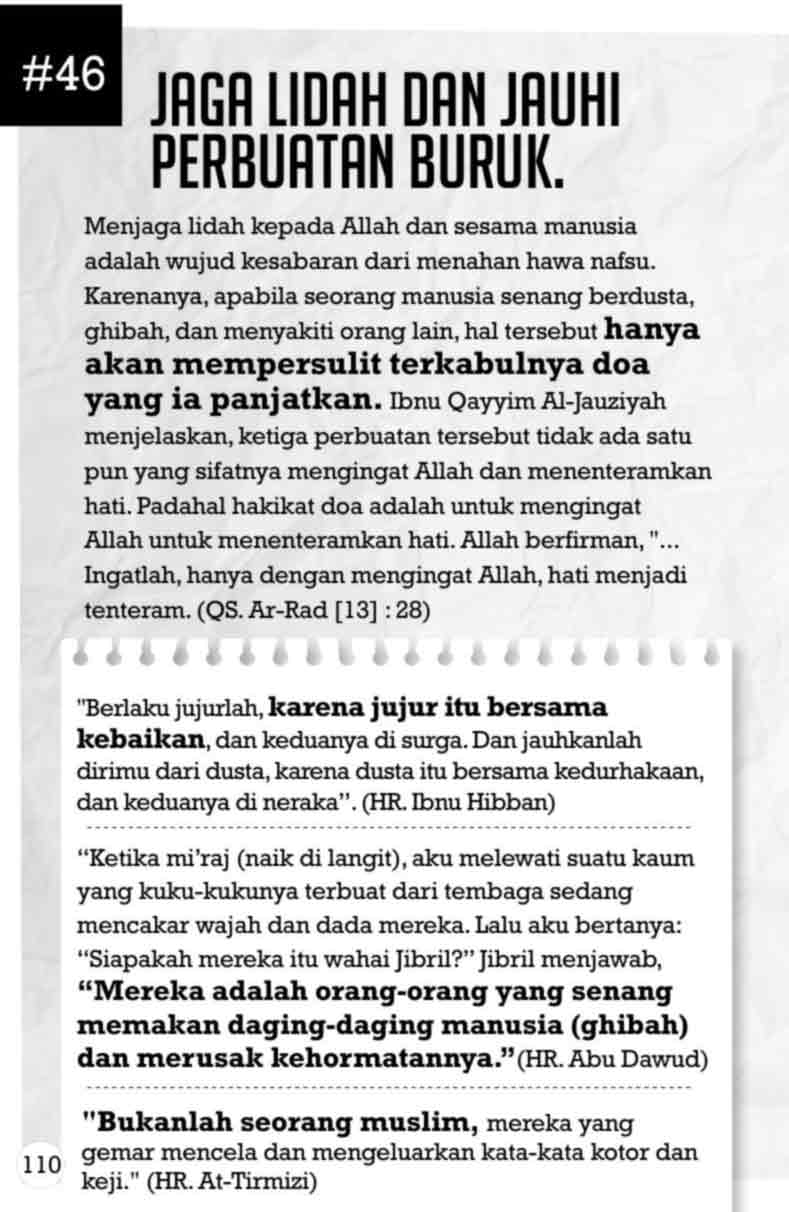 #46
JAGA LIDAH DAN JAUHI
PERBUATAN BURUK.
Menjaga lidah kepada Allah dan sesama manusia
adalah wujud kesabaran dari menahan hawa nafsu.
Karenanya, apabila seorang manusia senang berdusta,
ghibah, dan menyakiti orang lain, hal tersebut hanya
akan mempersulit terkabulnya doa
yang ia panjatkan. Ibnu Qayyim Al-Jauziyah
menjelaskan, ketiga perbuatan tersebut tidak ada satu
pun yang sifatnya mengingat Allah dan menenteramkan
hati. Padahal hakikat doa adalah untuk mengingat
Allah untuk menenteramkan hati. Allah berfirman, "...
Ingatlah, hanya dengan mengingat Allah, hati menjadi
tenteram. (QS. Ar-Rad [13] : 28)
"Berlaku jujurlah, karena jujur itu bersama
kebaikan, dan keduanya di surga. Dan jauhkanlah
dirimu dari dusta, karena dusta itu bersama kedurhakaan,
dan keduanya di neraka”. (HR. Ibnu Hibban)
“Ketika mi’raj (naik di langit), aku melewati suatu kaum
yang kuku-kukunya terbuat dari tembaga sedang
mencakar wajah dan dada mereka. Lalu aku bertanya:
“Siapakah mereka itu wahai Jibril?” Jibril menjawab,
“Mereka adalah orang-orang yang senang
memakan daging-daging manusia (ghibah)
dan merusak kehormatannya.” (HR. Abu Dawud)
"Bukanlah seorang muslim, mereka yang
gemar mencela dan mengeluarkan kata-kata kotor dan
keji." (HR. At-Tirmizi)
110